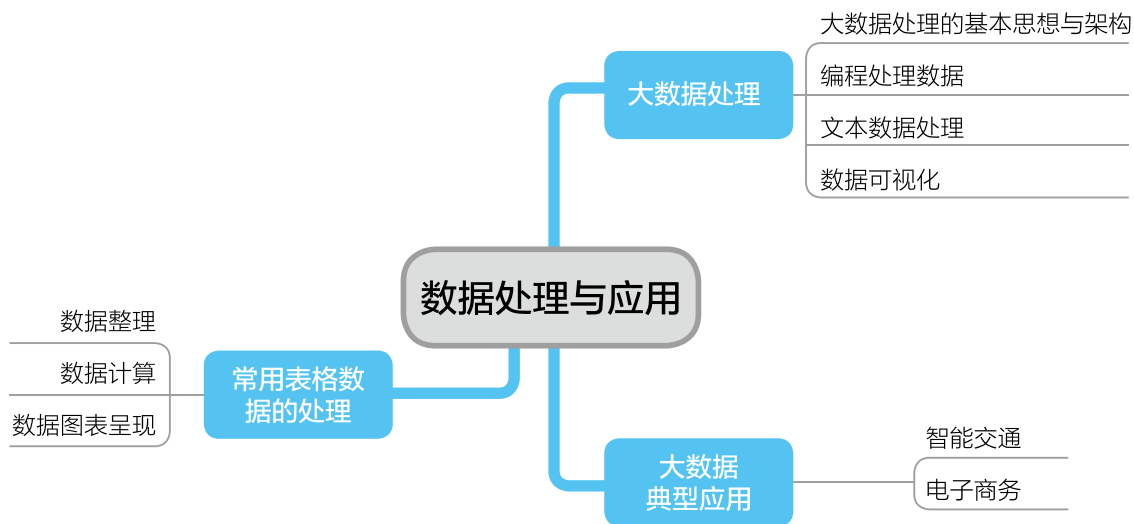 数据处理与应用
大数据处理
大数据处理的基本思想与架构
编程处理数据
文本数据处理
数据可视化
常用表格数
据的处理
数据整理
数据计算
数据图表呈现
大数据
典型应用
智能交通
电子商务